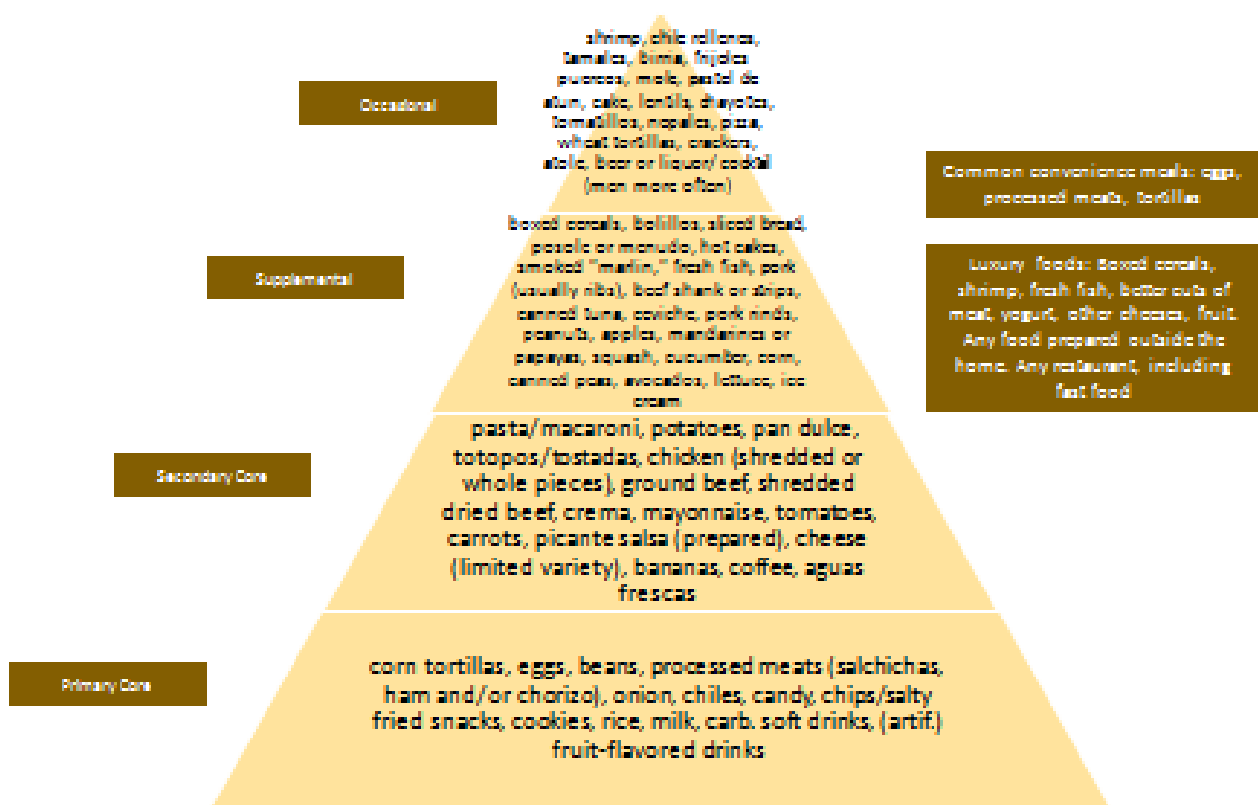 shrimp, chile rellenos,
tamales, birria, frijoles
puercos, mole, pastel de
atun, cake, lentils, chayotes,
tomatillos, nopales, pizza,
wheat tortillas, crackers,
atole, beer or liquor/ cocktail
(men more often)
Occasional
Common convenience meals: eggs,
processed meats, tortillas
boxed cereals, bolillos, sliced bread,
posole or menudo, hot cakes,
smoked "marlin," fresh fish, pork
(usually ribs), beef shank or strips,
canned tuna, ceviche, pork rinds,
peanuts, apples, mandarines or
papayas, squash, cucumber, corn,
canned peas, avocados, lettuce, ice
cream
Supplemental
Luxury foods: Boxed cereals,
shrimp, fresh fish, better cuts of
meat, yogurt, other cheeses, fruit.
Any food prepared outside the
home. Any restaurant, including
fast food
pasta/macaroni, potatoes, pan dulce,
totopos/tostadas, chicken (shredded or
whole pieces), ground beef, shredded
dried beef, crema, mayonnaise, tomatoes,
carrots, picante salsa (prepared), cheese
(limited variety), bananas, coffee, aguas
frescas
Secondary Core
corn tortillas, eggs, beans, processed meats (salchichas,
ham and/or chorizo), onion, chiles, candy, chips/salty
fried snacks, cookies, rice, milk, carb. soft drinks, (artif.)
fruit-flavored drinks
Primary Core